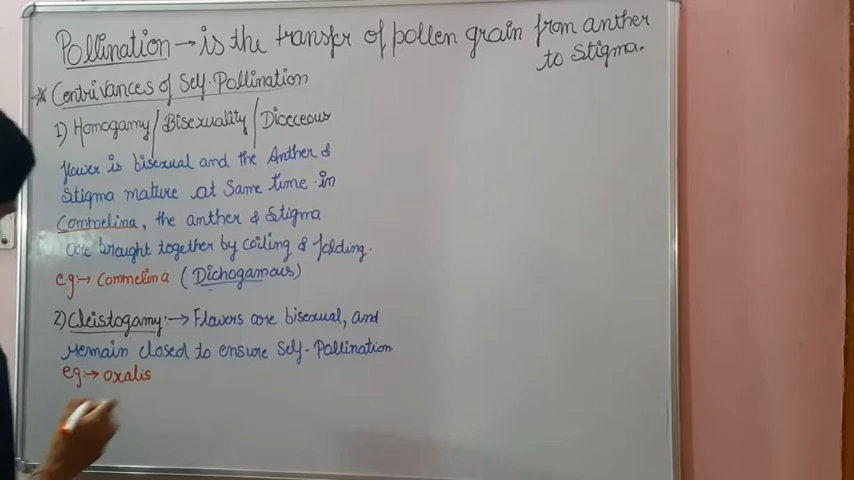 Pollination → is the transfr of pollen grain from anther
to Stigma.
* Contrivances of Self-Pollination
1) Homogamy / Bisexuality / Dioeceous
flower is bisexual and the Anther &
Stigma mature at Same time. in
Commelina, the anther & Stigma
are brought together by coiling & folding.
eg:→ Commelina (Dichogamous)
2) Cleistogamy:→ Flowers are bisexual, and
remain closed to ensure Self-Pollination
eg:→ oxalis